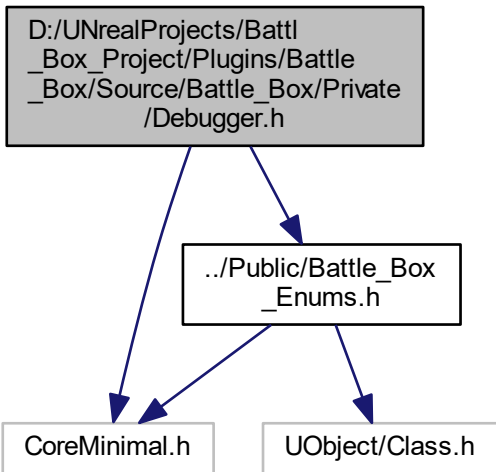 D:/UNrealProjects/Battl
_Box_Project/Plugins/Battle
_Box/Source/Battle_Box/Private
/Debugger.h
../Public/Battle_Box
_Enums.h
CoreMinimal.h
UObject/Class.h